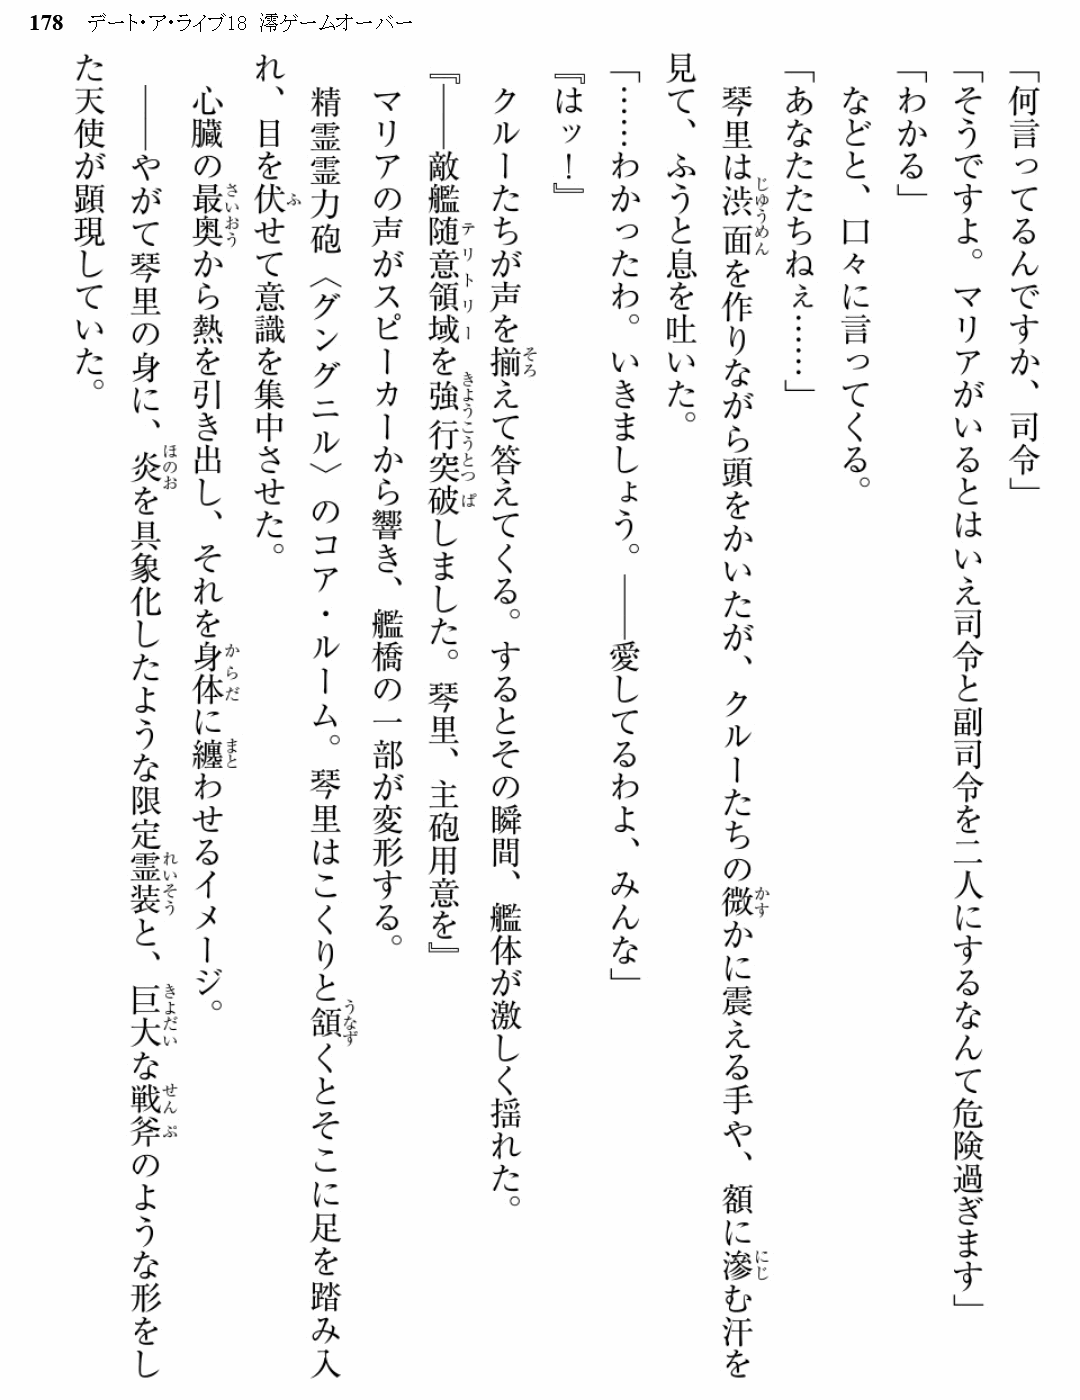 178 デート・ア・ライブ18 澪ゲームオーバー
「何言ってるんですか、司令」
「そうですよ。マリアがいるとはいえ司令と副司令を二人にするなんて危険過ぎます」
「わかる」
などと、口々に言ってくる。
「あなたたちねぇ……」
琴里は渋面を作りながら頭をかいたが、クルーたちの微かに震える手や、額に滲む汗を
見て、ふうと息を吐いた。
「……わかったわ。いきましょう。――愛してるわよ、みんな」
『はッ！』
クルーたちが声を揃えて答えてくる。するとその瞬間、艦体が激しく揺れた。
『――敵艦随意領域を強行突破しました。琴里、主砲用意を』
マリアの声がスピーカーから響き、艦橋の一部が変形する。
精霊霊力砲〈グングニル〉のコア・ルーム。琴里はこくりと頷くとそこに足を踏み入
れ、目を伏せて意識を集中させた。
心臓の最奥から熱を引き出し、それを身体に纏わせるイメージ。
――やがて琴里の身に、炎を具象化したような限定霊装と、巨大な戦斧のような形をし
た天使が顕現していた。